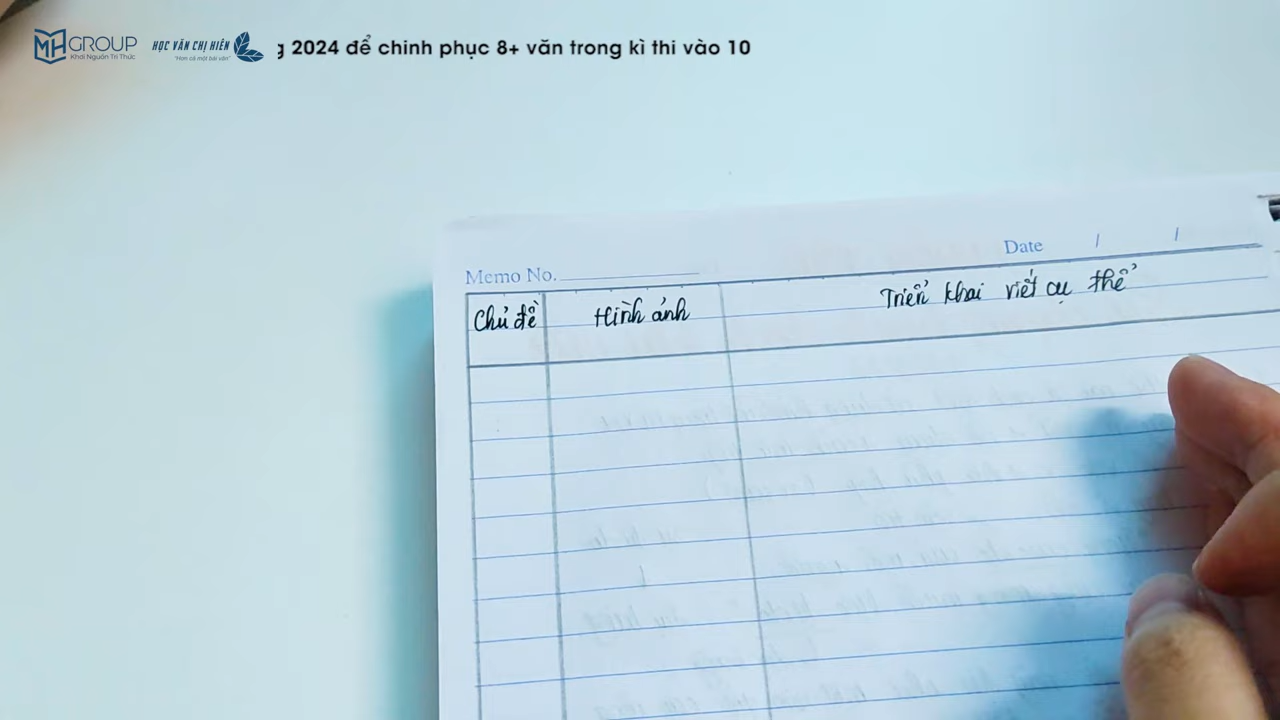 MH GROUP
Khơi Nguồn Tri Thức
HỌC VĂN CHỊ HIÊN
"Hơn cả một bài văn"
g 2024 để chinh phục 8+ văn trong kì thi vào 10
Date / /
Memo No.
Chủ đề
Hình ảnh
Triển khai viết cụ thể